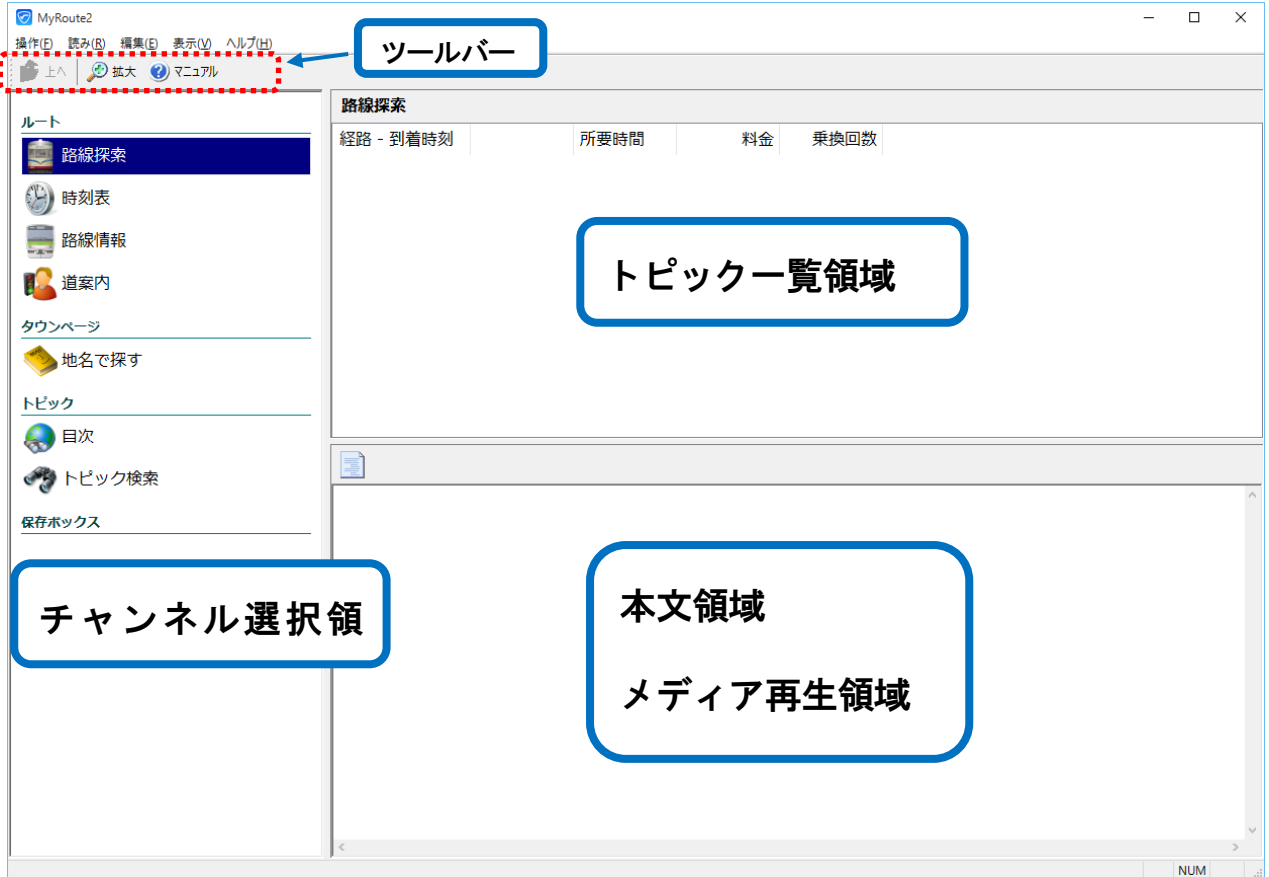 MyRoute2
操作(F) 読み(R) 編集(E) 表示(V) ヘルプ(H)
ツールバー
上へ 拡大 マニュアル
ルート
路線探索
時刻表
路線情報
道案内
タウンページ
地名で探す
トピック
目次
トピック検索
保存ボックス
チャンネル選択領
路線探索
経路 - 到着時刻 所要時間 料金 乗換回数
トピック一覧領域
本文領域
メディア再生領域
NUM